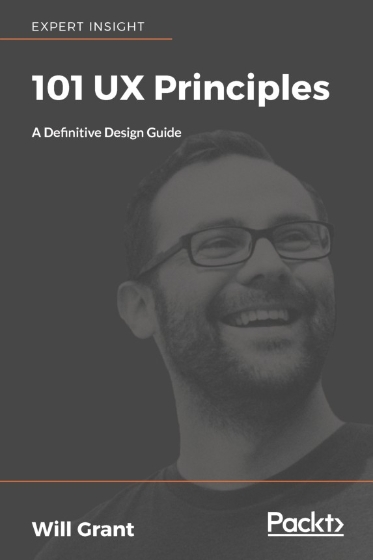 EXPERT INSIGHT
101 UX Principles
A Definitive Design Guide
Will Grant
Packt>